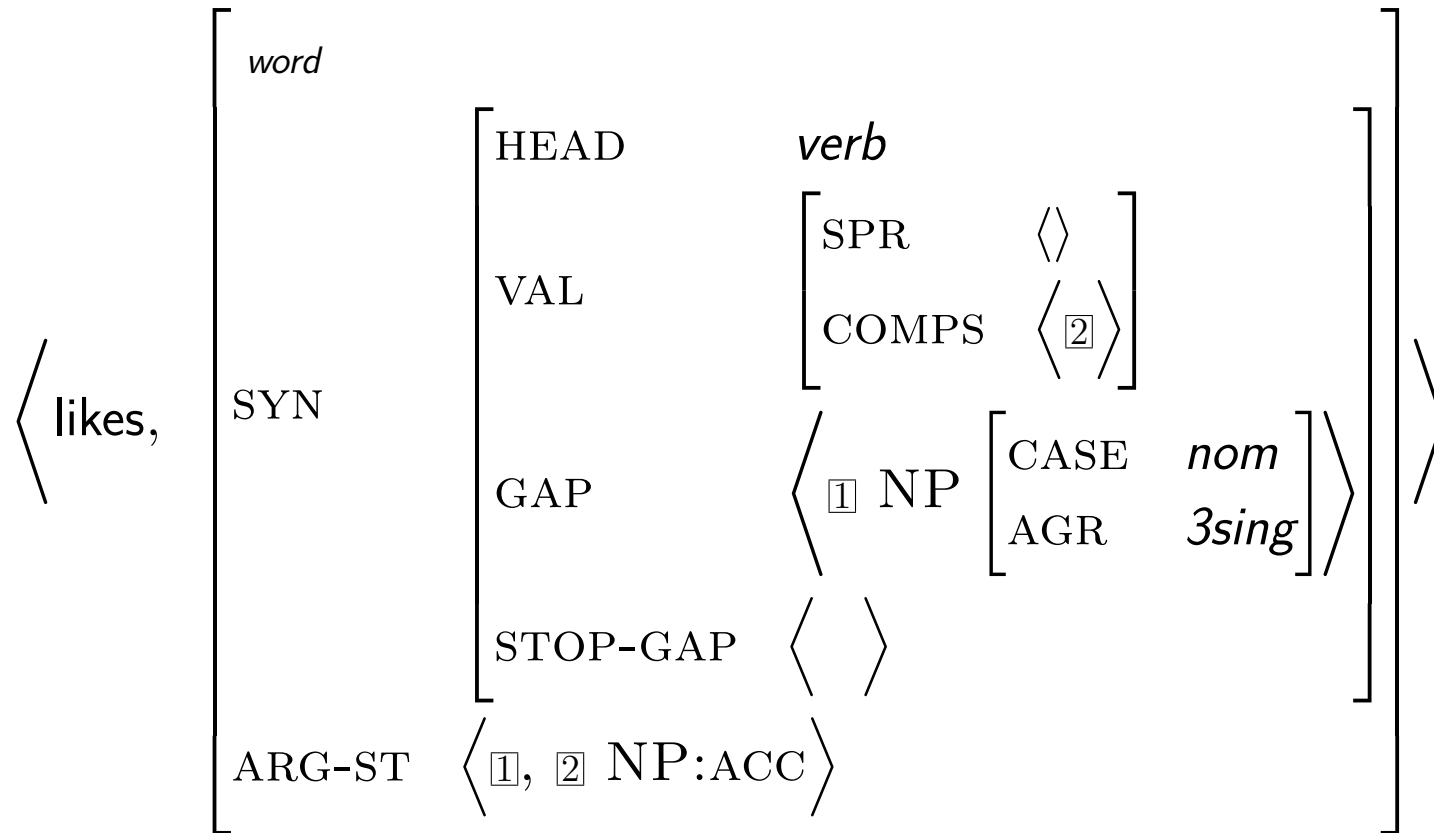 word
HEAD verb
SPR ⟨⟩
VAL
COMPS ⟨2⟩
⟨likes, SYN
CASE nom
GAP ⟨1 NP
AGR 3sing⟩
STOP-GAP ⟨ ⟩
ARG-ST ⟨1, 2 NP:ACC⟩
⟩